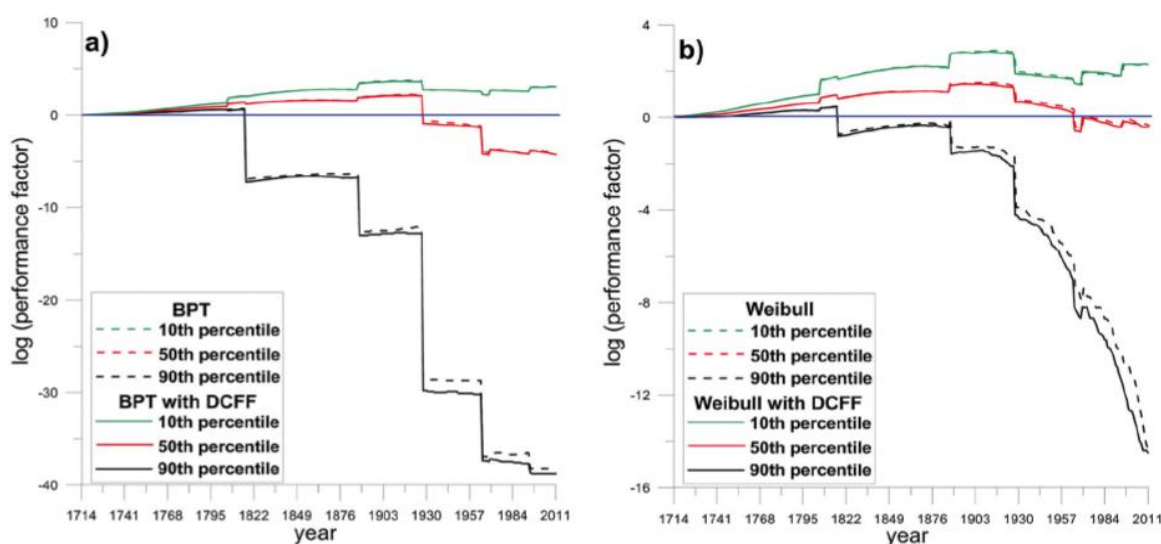 a)
log (performance factor)
10
0
-10
-20
-30
-40
BPT
10th percentile
50th percentile
90th percentile
BPT with DCFF
10th percentile
50th percentile
90th percentile
1714 1741 1768 1795 1822 1849 1876 1903 1930 1957 1984 2011
year
b)
log (performance factor)
4
0
-4
-8
-12
-16
Weibull
10th percentile
50th percentile
90th percentile
Weibull with DCFF
10th percentile
50th percentile
90th percentile
1714 1741 1768 1795 1822 1849 1876 1903 1930 1957 1984 2011
year